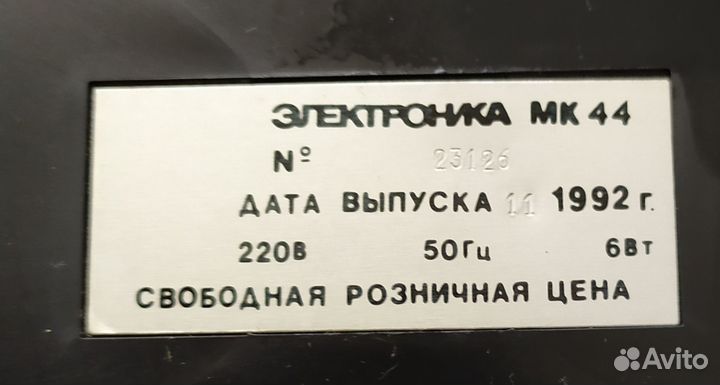 ЭЛЕКТРОНИКА МК 44
№ 23126
ДАТА ВЫПУСКА 11 1992 г.
220В 50Гц 6Вт
СВОБОДНАЯ РОЗНИЧНАЯ ЦЕНА
Avito